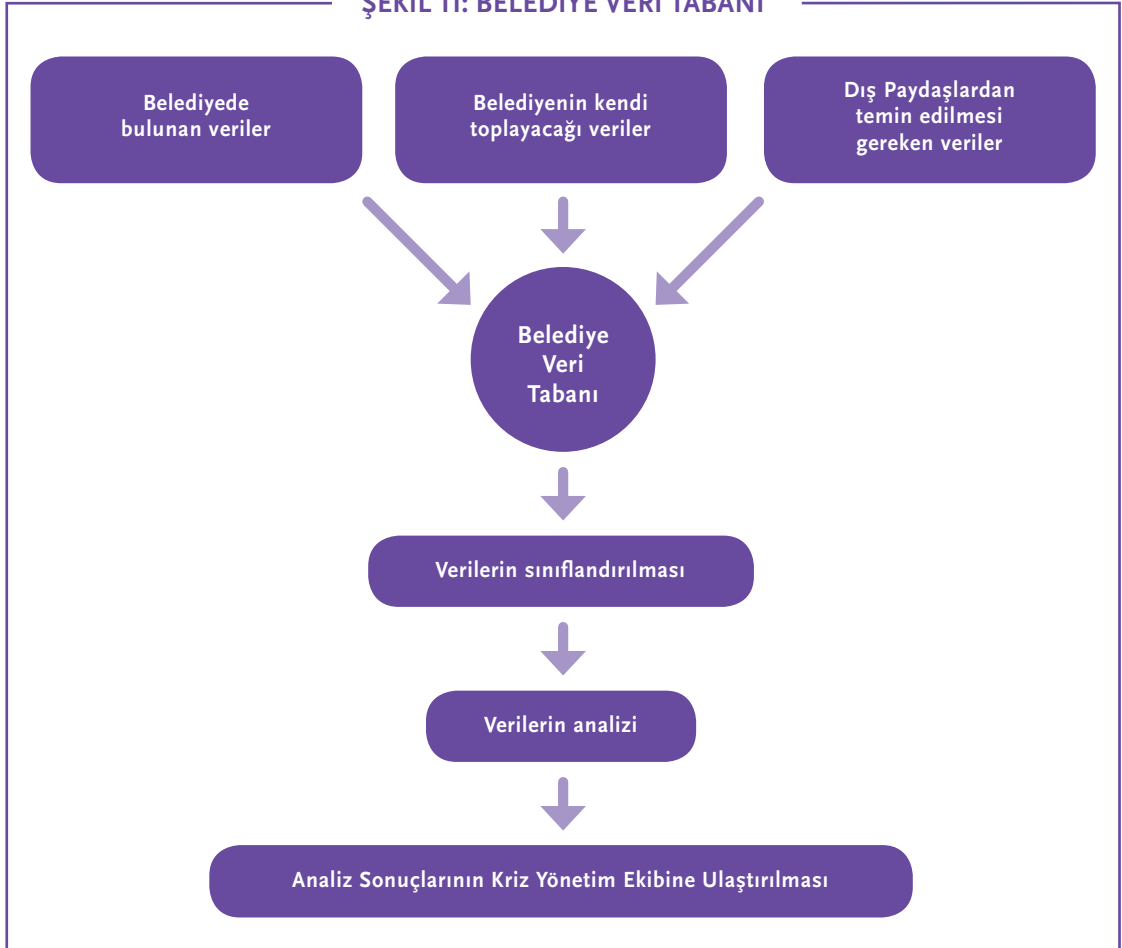 ŞEKİL 11: BELEDİYE VERİ TABANI
Belediyede
bulunan veriler
Belediyenin kendi
toplayacağı veriler
Dış Paydaşlardan
temin edilmesi
gereken veriler
Belediye
Veri
Tabanı
Verilerin sınıflandırılması
Verilerin analizi
Analiz Sonuçlarının Kriz Yönetim Ekibine Ulaştırılması